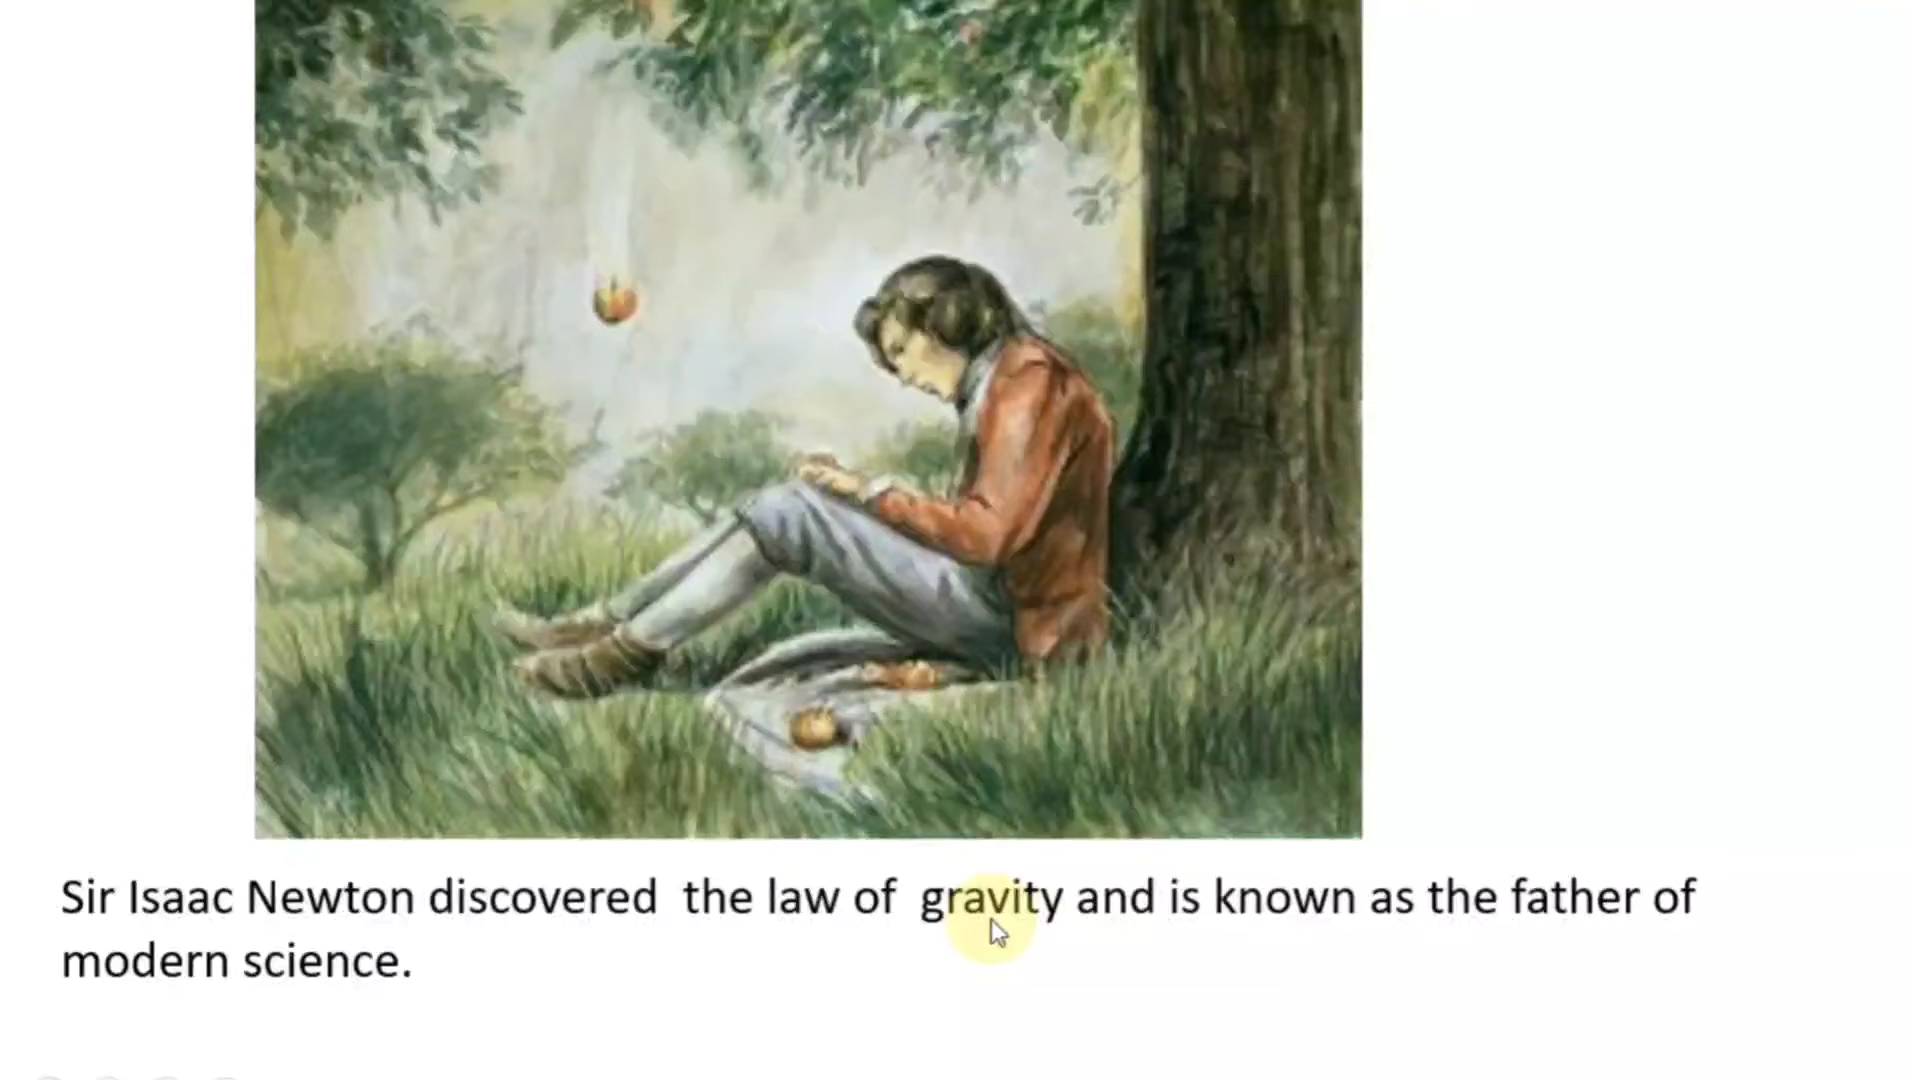 Sir Isaac Newton discovered  the law of  gravity and is known as the father of
modern science.